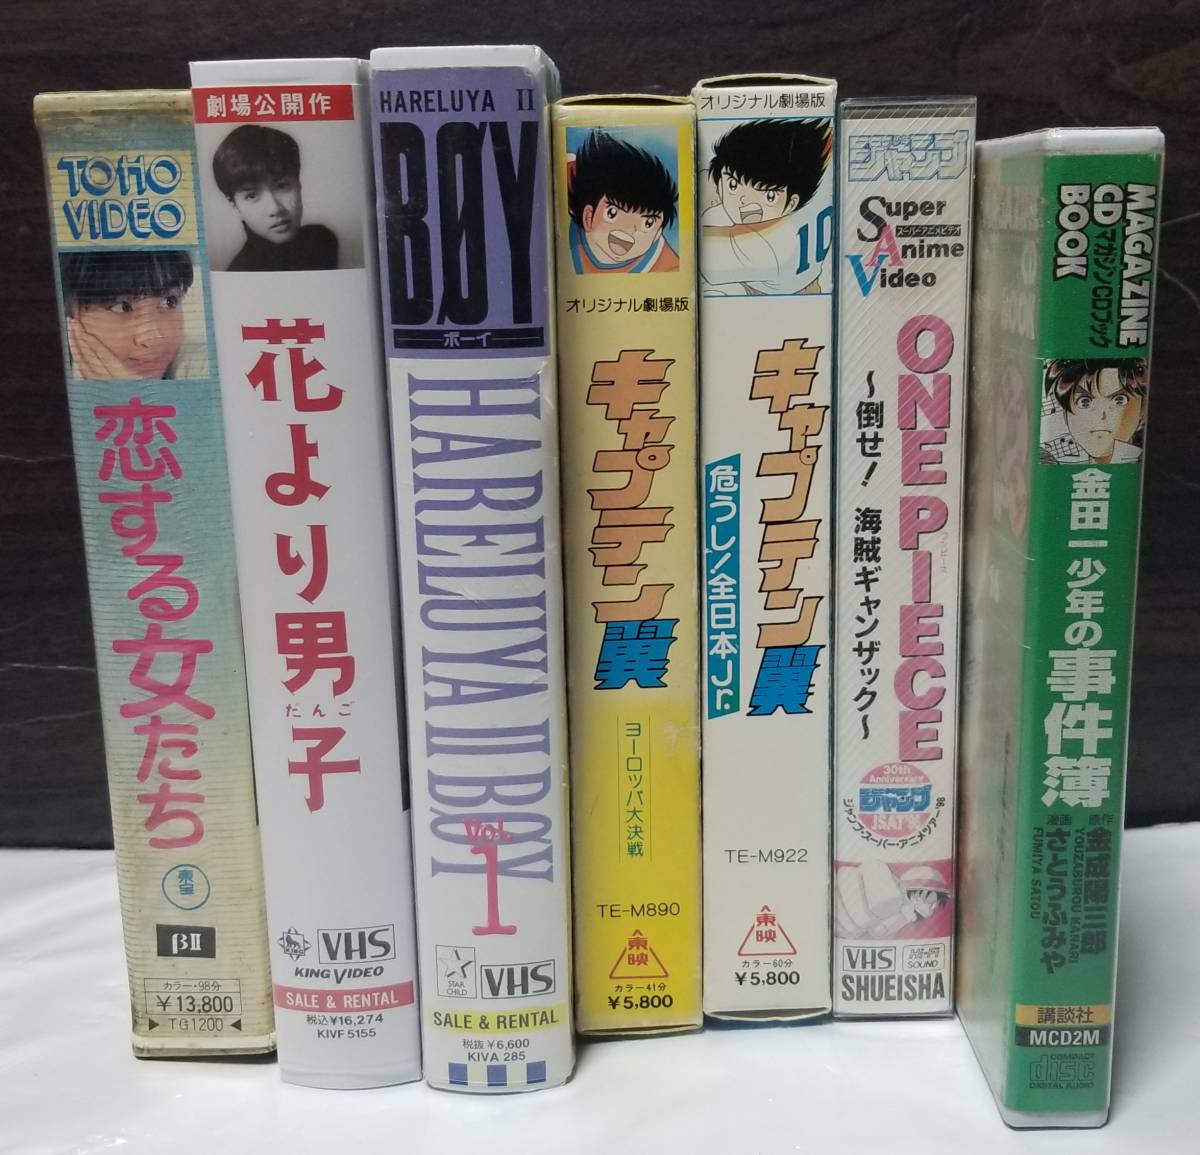 TOHO
VIDEO
恋する女たち
東宝
βⅡ
カラー・98分
¥13,800
▶ TG1200 ◀
劇場公開作
花より男子
だんご
KING
VHS
KING VIDEO
SALE & RENTAL
税込¥16,274
KIVF 5155
HARELUYA Ⅱ
BØY
ボーイ
HARELUYA Ⅱ BØY
Vol.
1
STAR
CHILD
VHS
SALE & RENTAL
税抜¥6,600
KIVA 285
オリジナル劇場版
キャプテン翼
ヨーロッパ大決戦
TE-M890
東映
カラー41分
¥5,800
オリジナル劇場版
10
キャプテン翼
危うし!全日本Jr.
TE-M922
東映
カラー60分
¥5,800
ジャンプ
Super
スーパーアニメビデオ
Anime
Video
ONE PIECE
ワンピース
〜倒せ! 海賊ギャンザック〜
30th
Anniversary
ジャンプ
JSAT'98
ジャンプ・スーパー・アニメツアー'98
VHS
Hi-Fi
SOUND
SHUEISHA
MAGAZINE
CDマガジンCDブック
BOOK
金田一少年の事件簿
原作
金成陽三郎
YOUZABUROU KANARI
漫画
さとうふみや
FUMIYA SATOU
講談社
MCD2M
COMPACT
disc
DIGITAL AUDIO